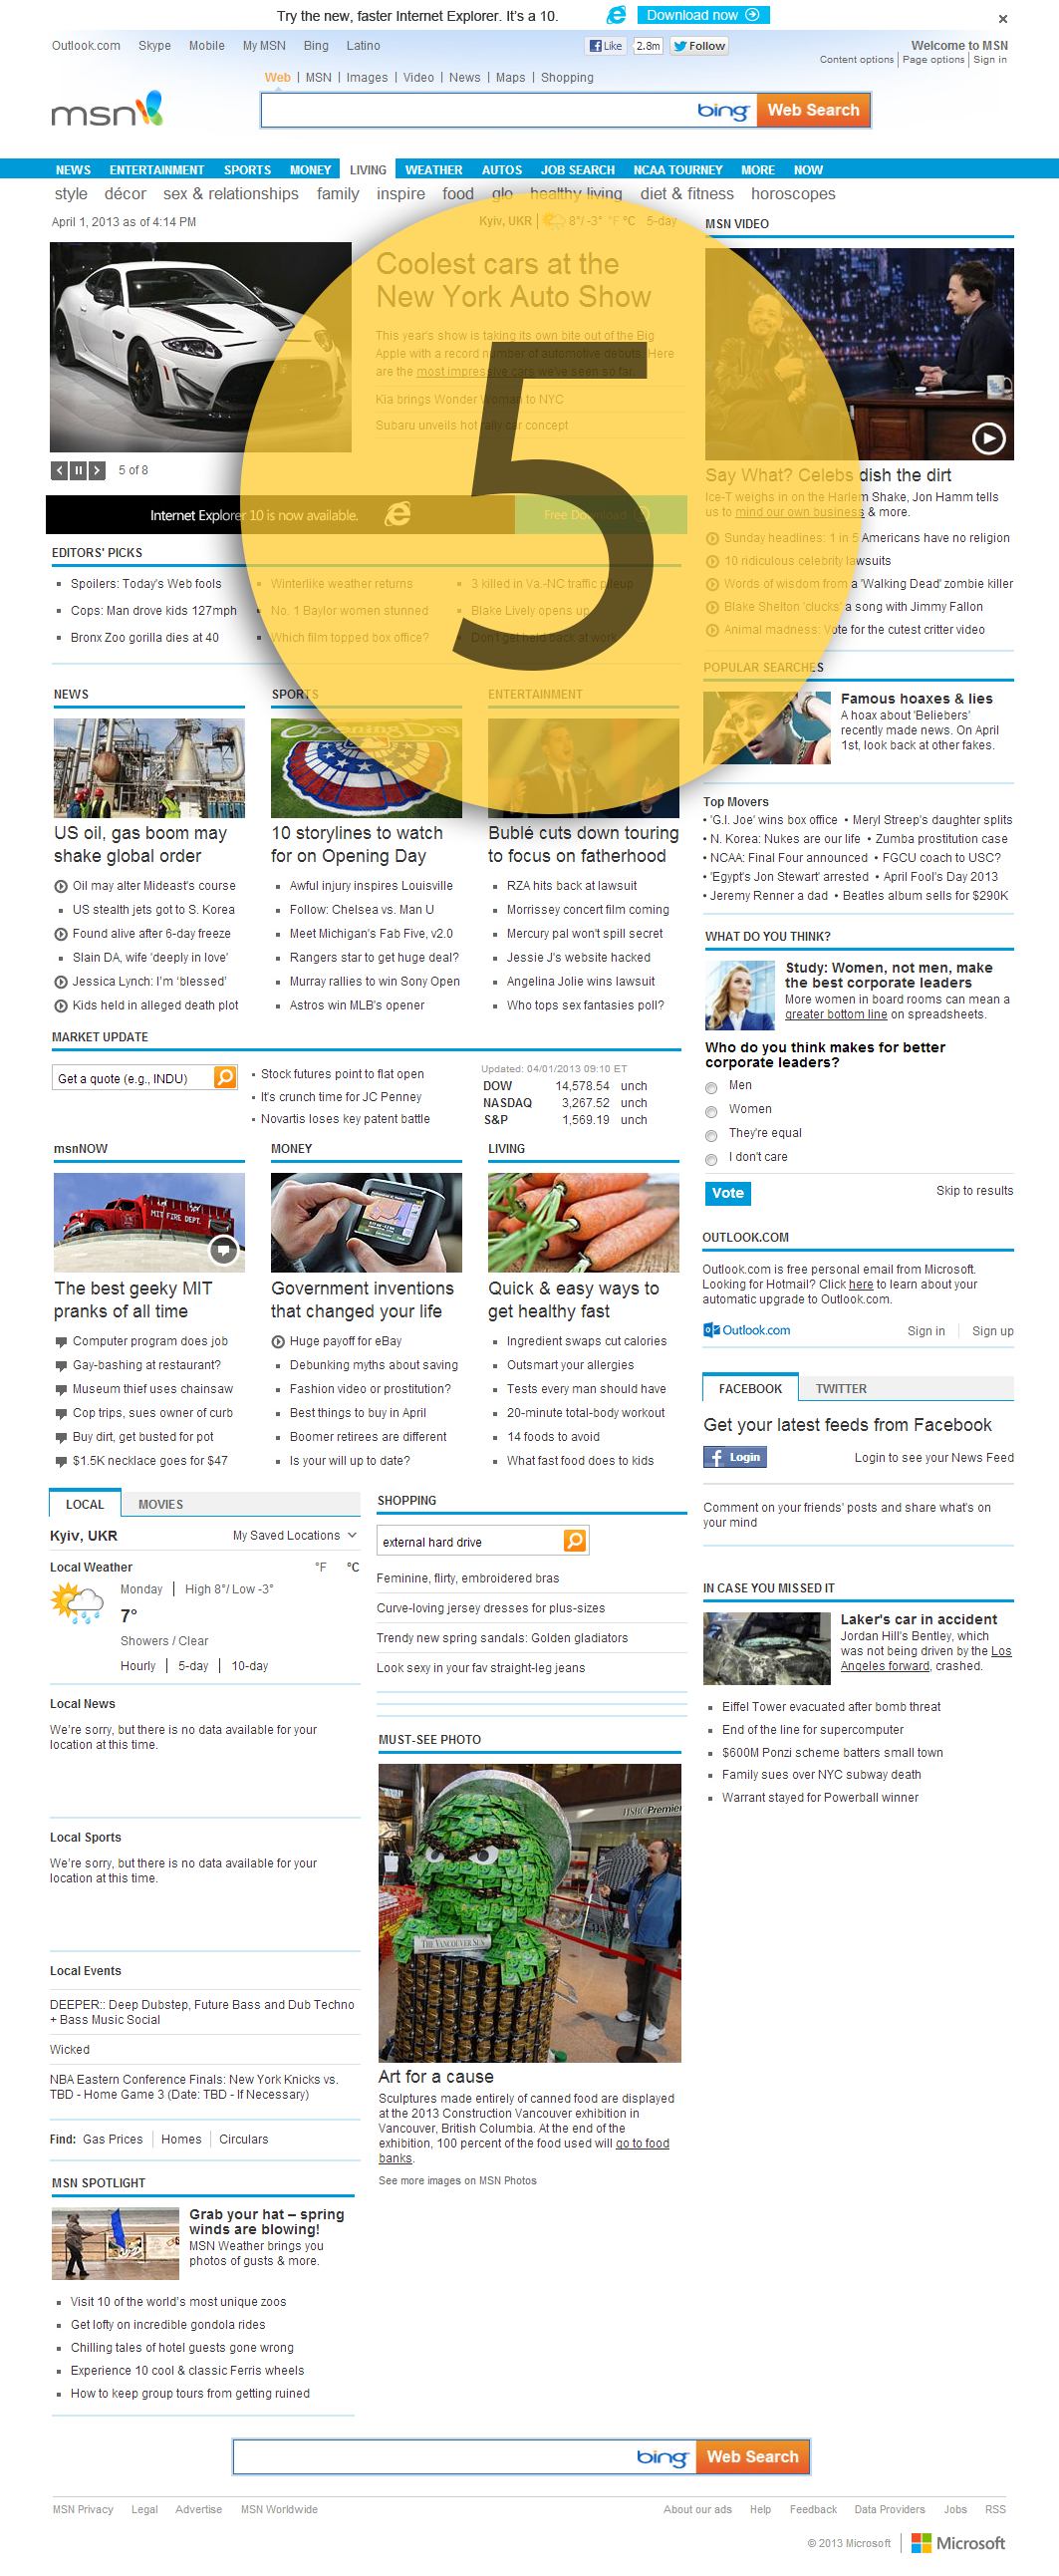 Try the new, faster Internet Explorer. It's a 10.
Download now
Outlook.com Skype Mobile My MSN Bing Latino
Like 2.8m Follow
Welcome to MSN
Content options Page options Sign in
Web MSN Images Video News Maps Shopping
msn
bing Web Search
NEWS ENTERTAINMENT SPORTS MONEY LIVING WEATHER AUTOS JOB SEARCH NCAA TOURNEY MORE NOW
style décor sex & relationships family inspire food glo healthy living diet & fitness horoscopes
April 1, 2013 as of 4:14 PM
Kyiv, UKR 8°/ -3° °F °C 5-day
Coolest cars at the
New York Auto Show
This year's show is taking its own bite out of the Big
Apple with a record number of automotive debuts. Here
are the most impressive cars we've seen so far.
Kia brings Wonder Woman to NYC
Subaru unveils hot rally car concept
5
5 of 8
Internet Explorer 10 is now available.
Free Download
EDITORS' PICKS
Spoilers: Today's Web fools
Cops: Man drove kids 127mph
Bronx Zoo gorilla dies at 40
Winterlike weather returns
No. 1 Baylor women stunned
Which film topped box office?
3 killed in Va.-NC traffic pileup
Blake Lively opens up
Don't get held back at work
MSN VIDEO
Say What? Celebs dish the dirt
Ice-T weighs in on the Harlem Shake, Jon Hamm tells
us to mind our own business & more.
Sunday headlines: 1 in 5 Americans have no religion
10 ridiculous celebrity lawsuits
Words of wisdom from a 'Walking Dead' zombie killer
Blake Shelton 'clucks' a song with Jimmy Fallon
Animal madness: Vote for the cutest critter video
POPULAR SEARCHES
Famous hoaxes & lies
A hoax about 'Beliebers'
recently made news. On April
1st, look back at other fakes.
Top Movers
• 'G.I. Joe' wins box office • Meryl Streep's daughter splits
• N. Korea: Nukes are our life • Zumba prostitution case
• NCAA: Final Four announced • FGCU coach to USC?
• 'Egypt's Jon Stewart' arrested • April Fool's Day 2013
• Jeremy Renner a dad • Beatles album sells for $290K
NEWS
US oil, gas boom may
shake global order
Oil may alter Mideast's course
US stealth jets got to S. Korea
Found alive after 6-day freeze
Slain DA, wife 'deeply in love'
Jessica Lynch: I'm 'blessed'
Kids held in alleged death plot
SPORTS
Opening Day
10 storylines to watch
for on Opening Day
Awful injury inspires Louisville
Follow: Chelsea vs. Man U
Meet Michigan's Fab Five, v2.0
Rangers star to get huge deal?
Murray rallies to win Sony Open
Astros win MLB's opener
ENTERTAINMENT
Bublé cuts down touring
to focus on fatherhood
RZA hits back at lawsuit
Morrissey concert film coming
Mercury pal won't spill secret
Jessie J's website hacked
Angelina Jolie wins lawsuit
Who tops sex fantasies poll?
WHAT DO YOU THINK?
Study: Women, not men, make
the best corporate leaders
More women in board rooms can mean a
greater bottom line on spreadsheets.
Who do you think makes for better
corporate leaders?
Men
Women
They're equal
I don't care
Vote
Skip to results
MARKET UPDATE
Get a quote (e.g., INDU)
Stock futures point to flat open
It's crunch time for JC Penney
Novartis loses key patent battle
Updated: 04/01/2013 09:10 ET
DOW 14,578.54 unch
NASDAQ 3,267.52 unch
S&P 1,569.19 unch
msnNOW
MIT FIRE DEPT.
The best geeky MIT
pranks of all time
Computer program does job
Gay-bashing at restaurant?
Museum thief uses chainsaw
Cop trips, sues owner of curb
Buy dirt, get busted for pot
$1.5K necklace goes for $47
MONEY
Government inventions
that changed your life
Huge payoff for eBay
Debunking myths about saving
Fashion video or prostitution?
Best things to buy in April
Boomer retirees are different
Is your will up to date?
LIVING
Quick & easy ways to
get healthy fast
Ingredient swaps cut calories
Outsmart your allergies
Tests every man should have
20-minute total-body workout
14 foods to avoid
What fast food does to kids
OUTLOOK.COM
Outlook.com is free personal email from Microsoft.
Looking for Hotmail? Click here to learn about your
automatic upgrade to Outlook.com.
Outlook.com Sign in Sign up
FACEBOOK TWITTER
Get your latest feeds from Facebook
Login Login to see your News Feed
Comment on your friends' posts and share what's on
your mind
LOCAL MOVIES
Kyiv, UKR My Saved Locations
Local Weather °F °C
Monday High 8°/ Low -3°
7°
Showers / Clear
Hourly 5-day 10-day
Local News
We're sorry, but there is no data available for your
location at this time.
Local Sports
We're sorry, but there is no data available for your
location at this time.
Local Events
DEEPER:: Deep Dubstep, Future Bass and Dub Techno
+ Bass Music Social
Wicked
NBA Eastern Conference Finals: New York Knicks vs.
TBD - Home Game 3 (Date: TBD - If Necessary)
Find: Gas Prices Homes Circulars
SHOPPING
external hard drive
Feminine, flirty, embroidered bras
Curve-loving jersey dresses for plus-sizes
Trendy new spring sandals: Golden gladiators
Look sexy in your fav straight-leg jeans
MUST-SEE PHOTO
HSBC Premier
THE VANCOUVER SUN
Art for a cause
Sculptures made entirely of canned food are displayed
at the 2013 Construction Vancouver exhibition in
Vancouver, British Columbia. At the end of the
exhibition, 100 percent of the food used will go to food
banks.
See more images on MSN Photos
IN CASE YOU MISSED IT
Laker's car in accident
Jordan Hill's Bentley, which
was not being driven by the Los
Angeles forward, crashed.
Eiffel Tower evacuated after bomb threat
End of the line for supercomputer
$600M Ponzi scheme batters small town
Family sues over NYC subway death
Warrant stayed for Powerball winner
MSN SPOTLIGHT
Grab your hat – spring
winds are blowing!
MSN Weather brings you
photos of gusts & more.
Visit 10 of the world's most unique zoos
Get lofty on incredible gondola rides
Chilling tales of hotel guests gone wrong
Experience 10 cool & classic Ferris wheels
How to keep group tours from getting ruined
bing Web Search
MSN Privacy Legal Advertise MSN Worldwide
About our ads Help Feedback Data Providers Jobs RSS
© 2013 Microsoft Microsoft